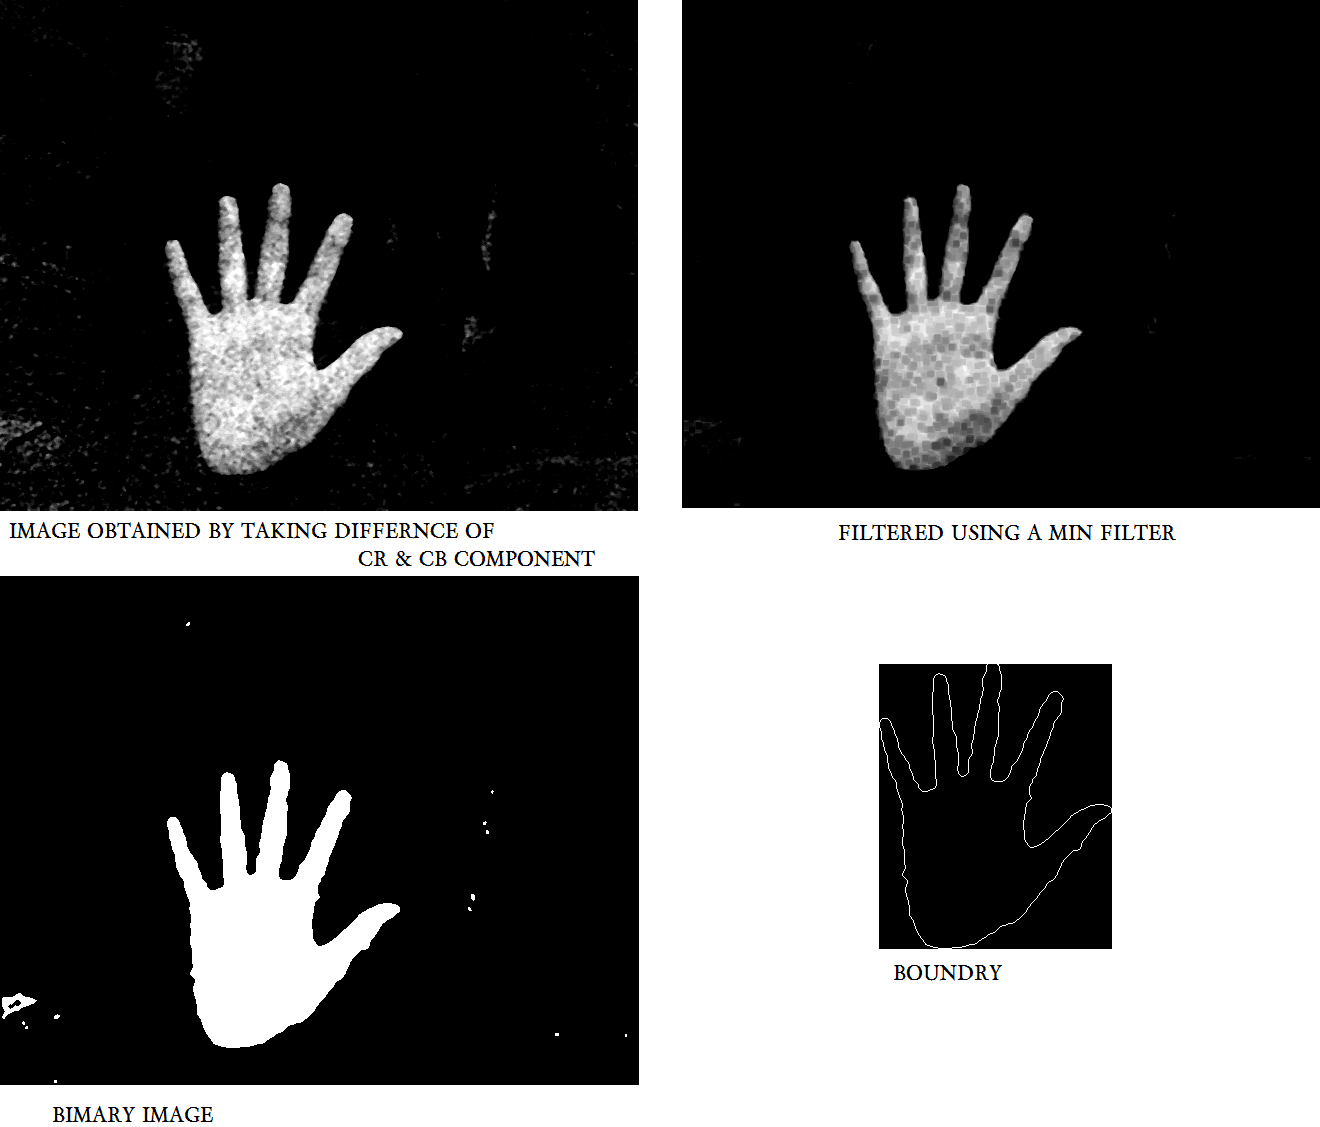 IMAGE OBTAINED BY TAKING DIFFERNCE OF
CR & CB COMPONENT
FILTERED USING A MIN FILTER
BOUNDRY
BIMARY IMAGE